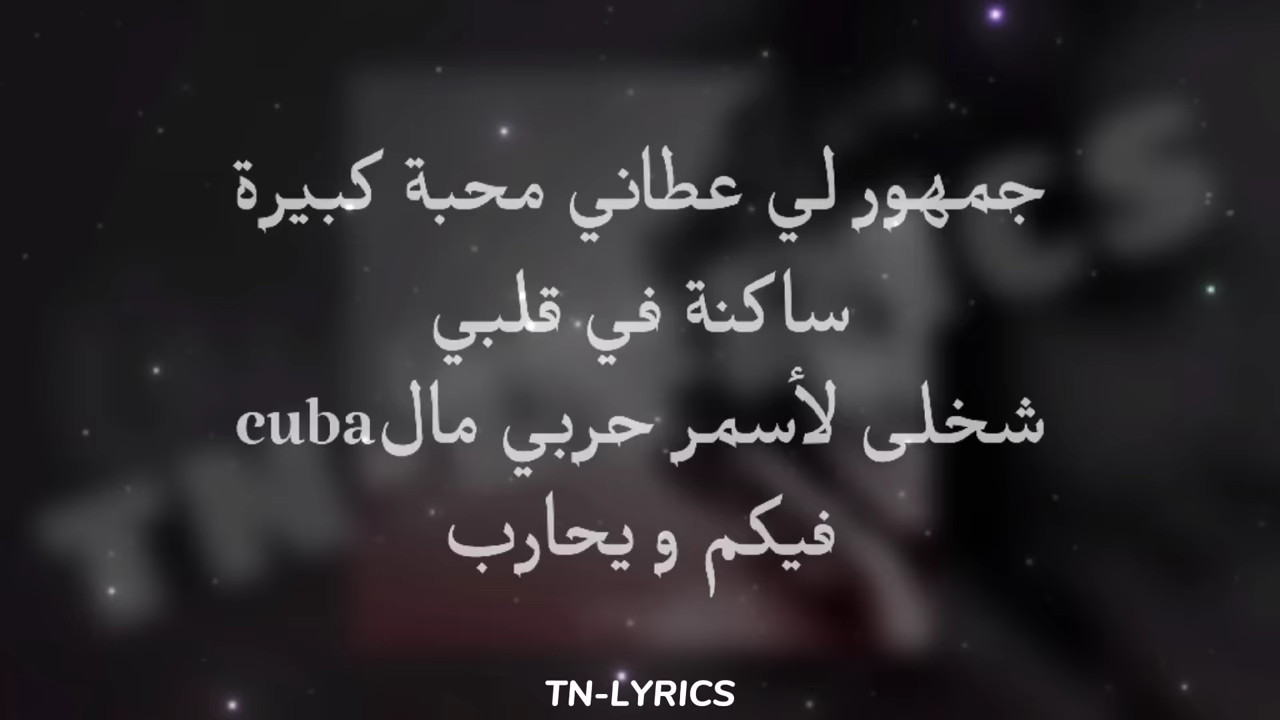 جمهور لي عطاني محبة كبيرة
ساكنة في قلبي
شخلى لأسمر حربي مالcuba
فيكم و يحارب
TN-LYRICS